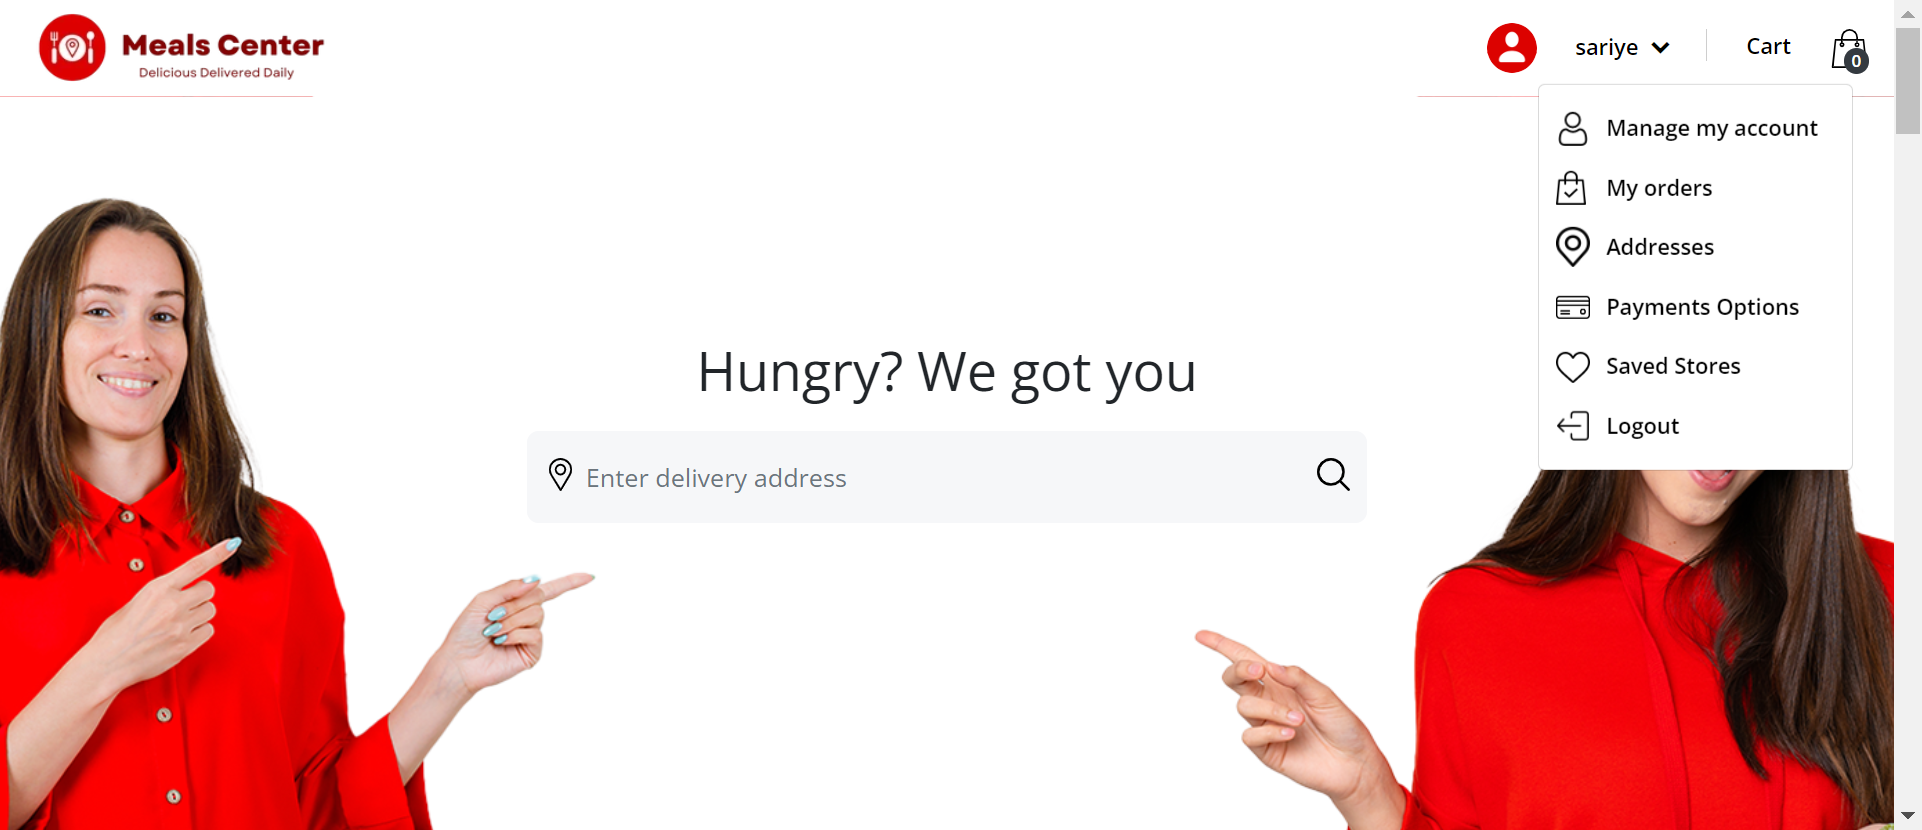 Meals Center
Delicious Delivered Daily
sariye
Cart
0
Manage my account
My orders
Addresses
Payments Options
Saved Stores
Logout
Hungry? We got you
Enter delivery address